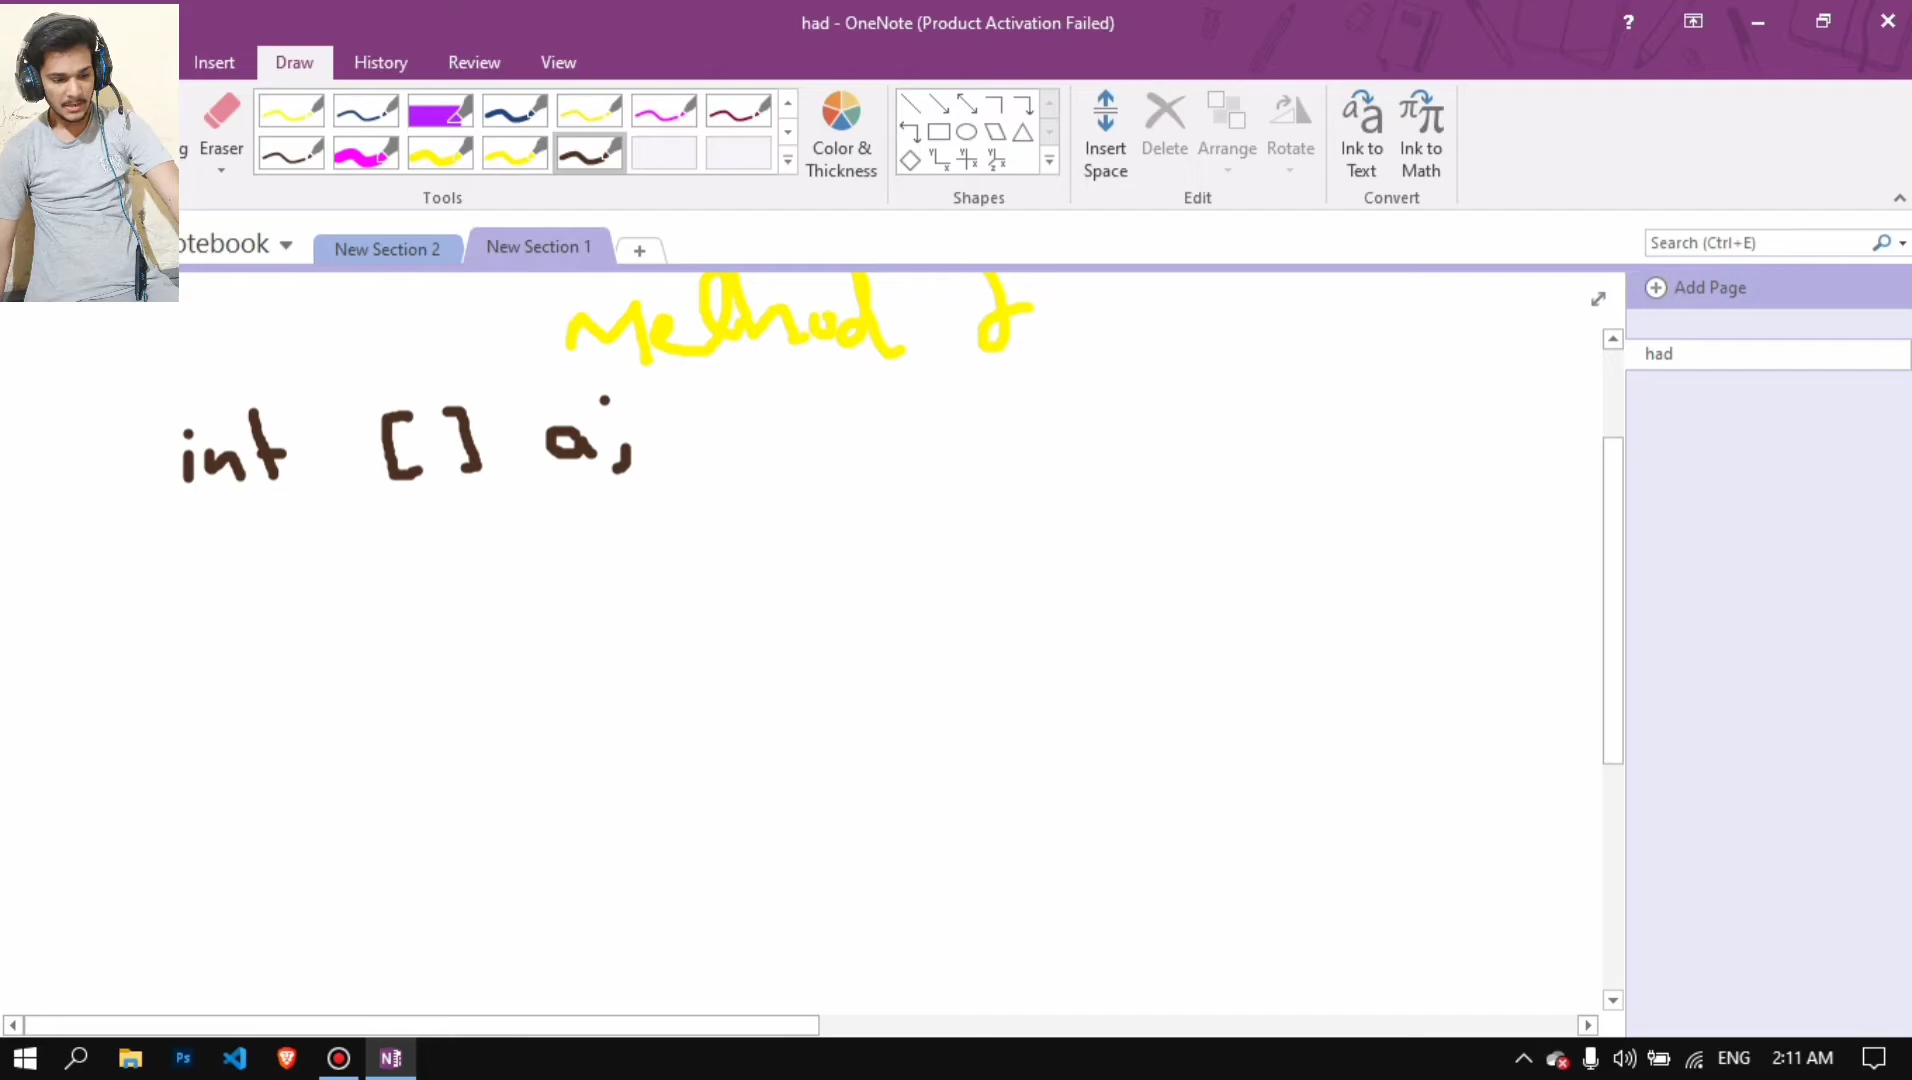 had - OneNote (Product Activation Failed)
?
Insert
Draw
History
Review
View
Eraser
Color & Thickness
Insert Space
Delete
Arrange
Rotate
Ink to Text
Ink to Math
Tools
Shapes
Edit
Convert
otebook
New Section 2
New Section 1
Search (Ctrl+E)
Add Page
had
Method
int [] a;
Ps
N
ENG
2:11 AM